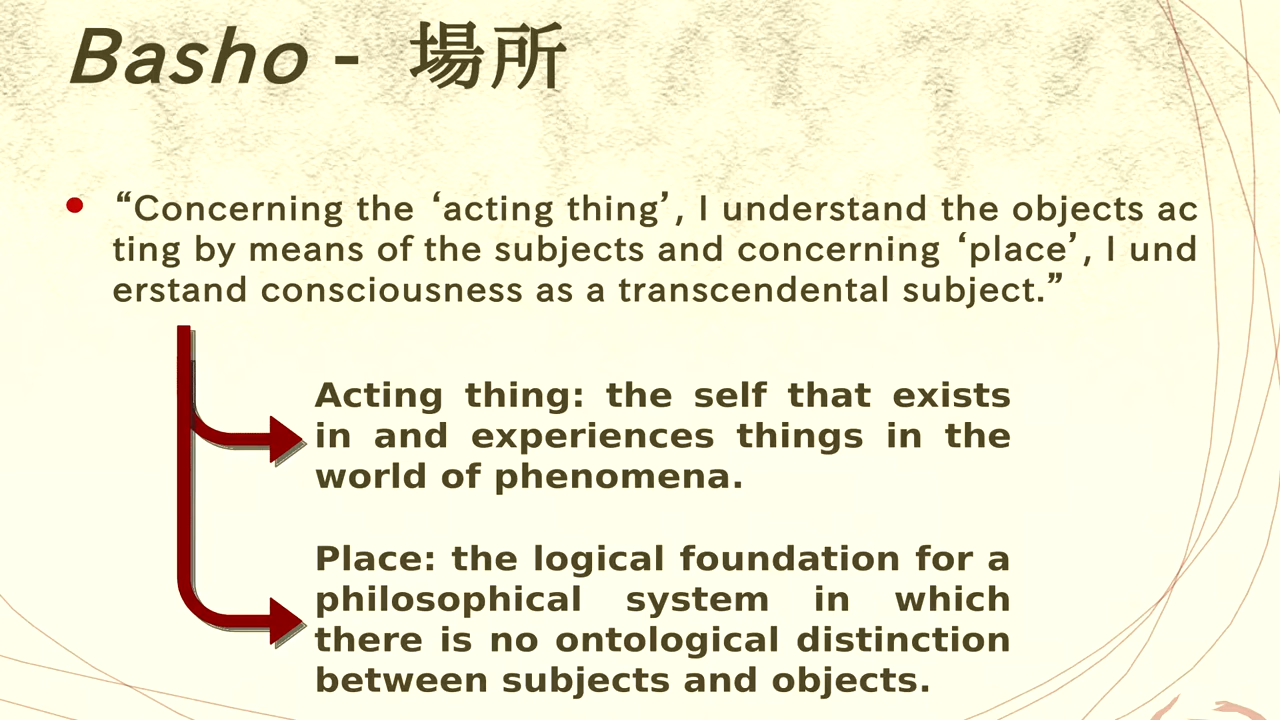 Basho - 場所
“Concerning the ‘acting thing’, I understand the objects ac
ting by means of the subjects and concerning ‘place’, I und
erstand consciousness as a transcendental subject.”
Acting thing: the self that exists
in and experiences things in the
world of phenomena.
Place: the logical foundation for a
philosophical system in which
there is no ontological distinction
between subjects and objects.